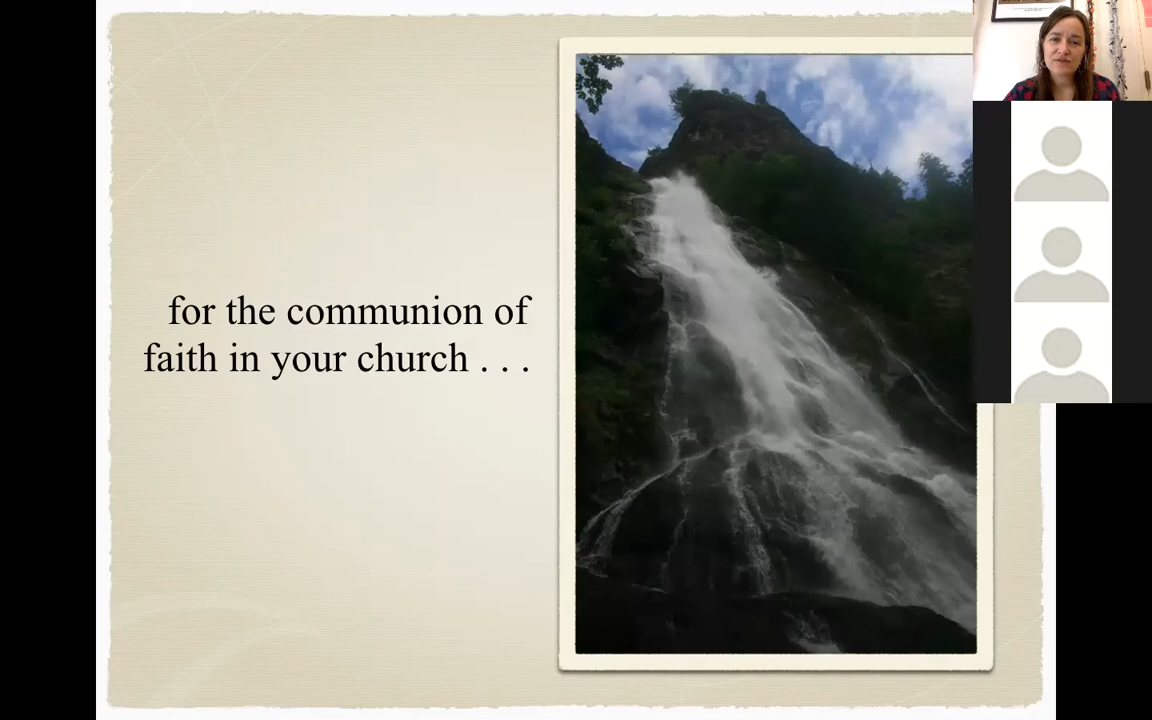 for the communion of
faith in your church . . .